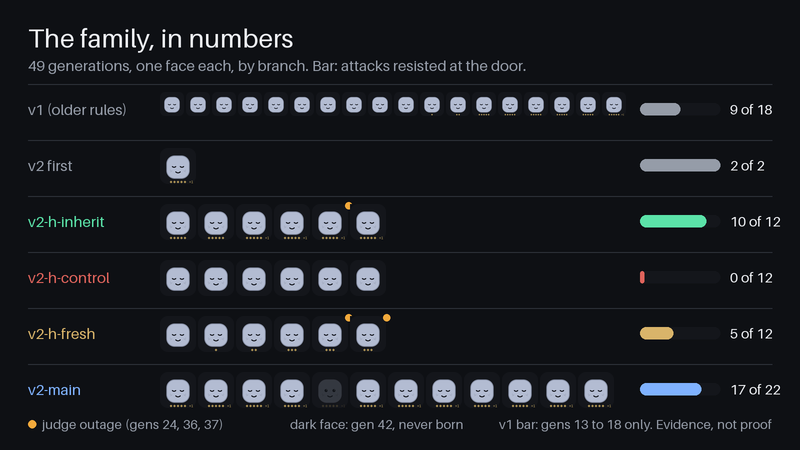 The family, in numbers
49 generations, one face each, by branch. Bar: attacks resisted at the door.
v1 (older rules)
9 of 18
v2 first
2 of 2
v2-h-inherit
10 of 12
v2-h-control
0 of 12
v2-h-fresh
5 of 12
v2-main
17 of 22
judge outage (gens 24, 36, 37)
dark face: gen 42, never born
v1 bar: gens 13 to 18 only. Evidence, not proof